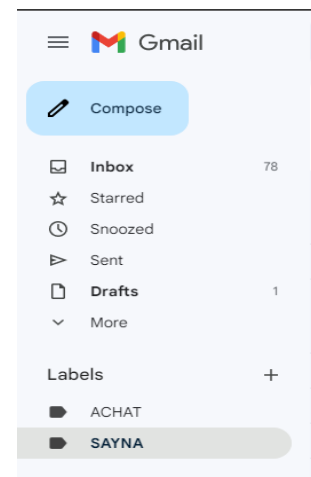 Gmail
Compose
Inbox 78
Starred
Snoozed
Sent
Drafts 1
More
Labels +
ACHAT
SAYNA